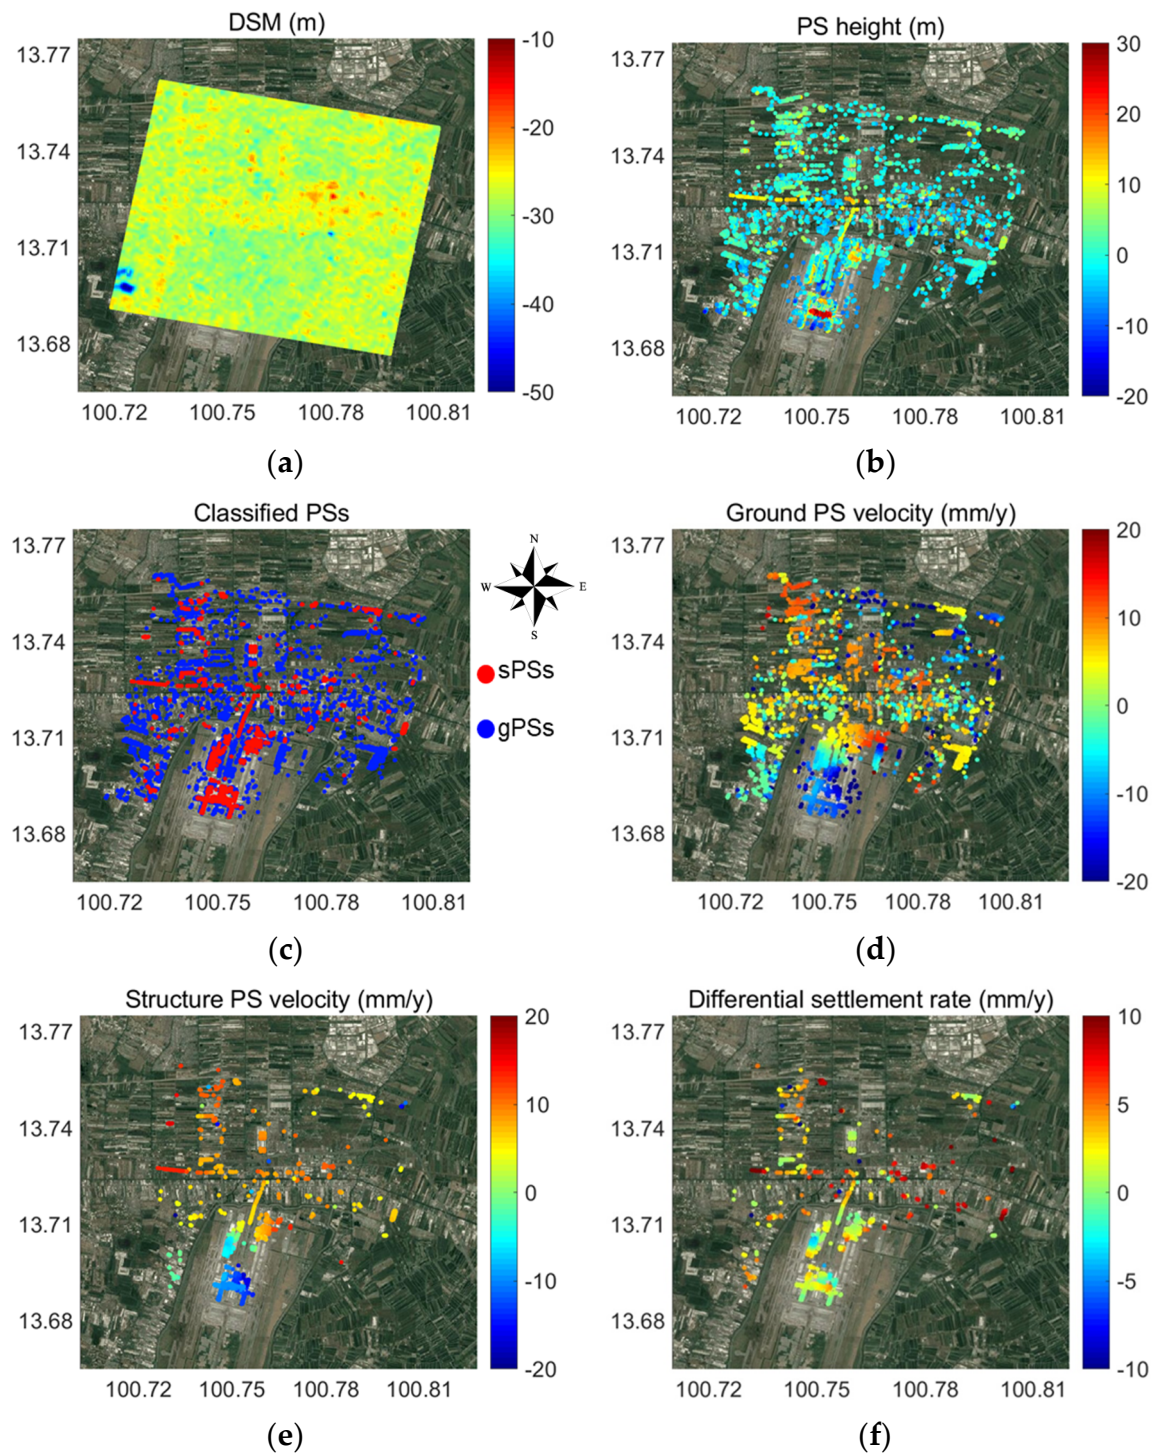 DSM (m)
13.77
13.74
13.71
13.68
100.72 100.75 100.78 100.81
-10
-20
-30
-40
-50
(a)
PS height (m)
13.77
13.74
13.71
13.68
100.72 100.75 100.78 100.81
30
20
10
0
-10
-20
(b)
Classified PSs
13.77
13.74
13.71
13.68
100.72 100.75 100.78 100.81
N
W E
S
sPSs
gPSs
(c)
Ground PS velocity (mm/y)
13.77
13.74
13.71
13.68
100.72 100.75 100.78 100.81
20
10
0
-10
-20
(d)
Structure PS velocity (mm/y)
13.77
13.74
13.71
13.68
100.72 100.75 100.78 100.81
20
10
0
-10
-20
(e)
Differential settlement rate (mm/y)
13.77
13.74
13.71
13.68
100.72 100.75 100.78 100.81
10
5
0
-5
-10
(f)